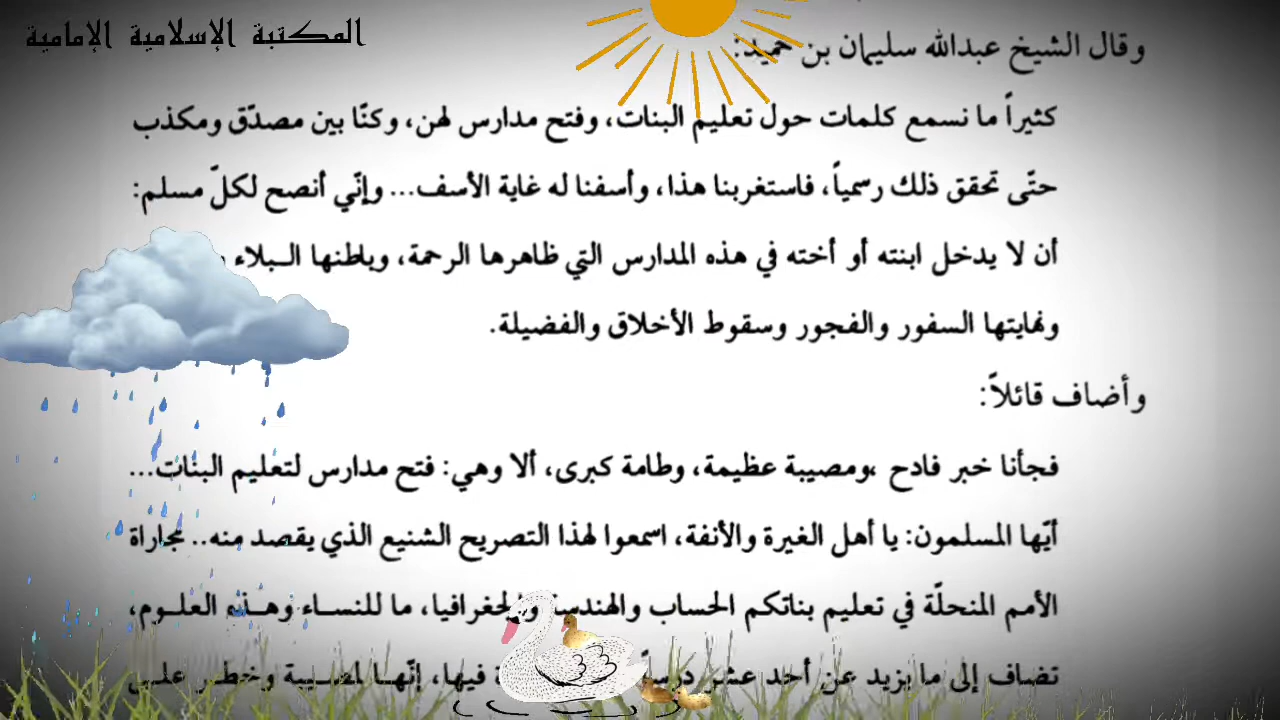 المكتبة الإسلامية الإمامية
وقال الشيخ عبدالله سليمان بن حميد:
كثيراً ما نسمع كلمات حول تعليم البنات، وفتح مدارس لهن، وكنّا بين مصدّق ومكذب
حتّى تحقق ذلك رسمياً، فاستغربنا هذا، وأسفنا له غاية الأسف... وإنّي أنصح لكلّ مسلم:
أن لا يدخل ابنته أو أخته في هذه المدارس التي ظاهرها الرحمة، وباطنها البلاء
ونهايتها السفور والفجور وسقوط الأخلاق والفضيلة.
وأضاف قائلاً:
فجأنا خبر فادح ،ومصيبة عظيمة، وطامة كبرى، ألا وهي: فتح مدارس لتعليم البنات...
أيّها المسلمون: يا أهل الغيرة والأنفة، اسمعوا لهذا التصريح الشنيع الذي يقصد منه.. مجاراة
الأمم المنحلّة في تعليم بناتكم الحساب والهندسة والجغرافيا، ما للنساء وهذه العلوم،
تضاف إلى ما يزيد عن أحد عشر درساً فيها، إنّها لمصيبة وخطر على